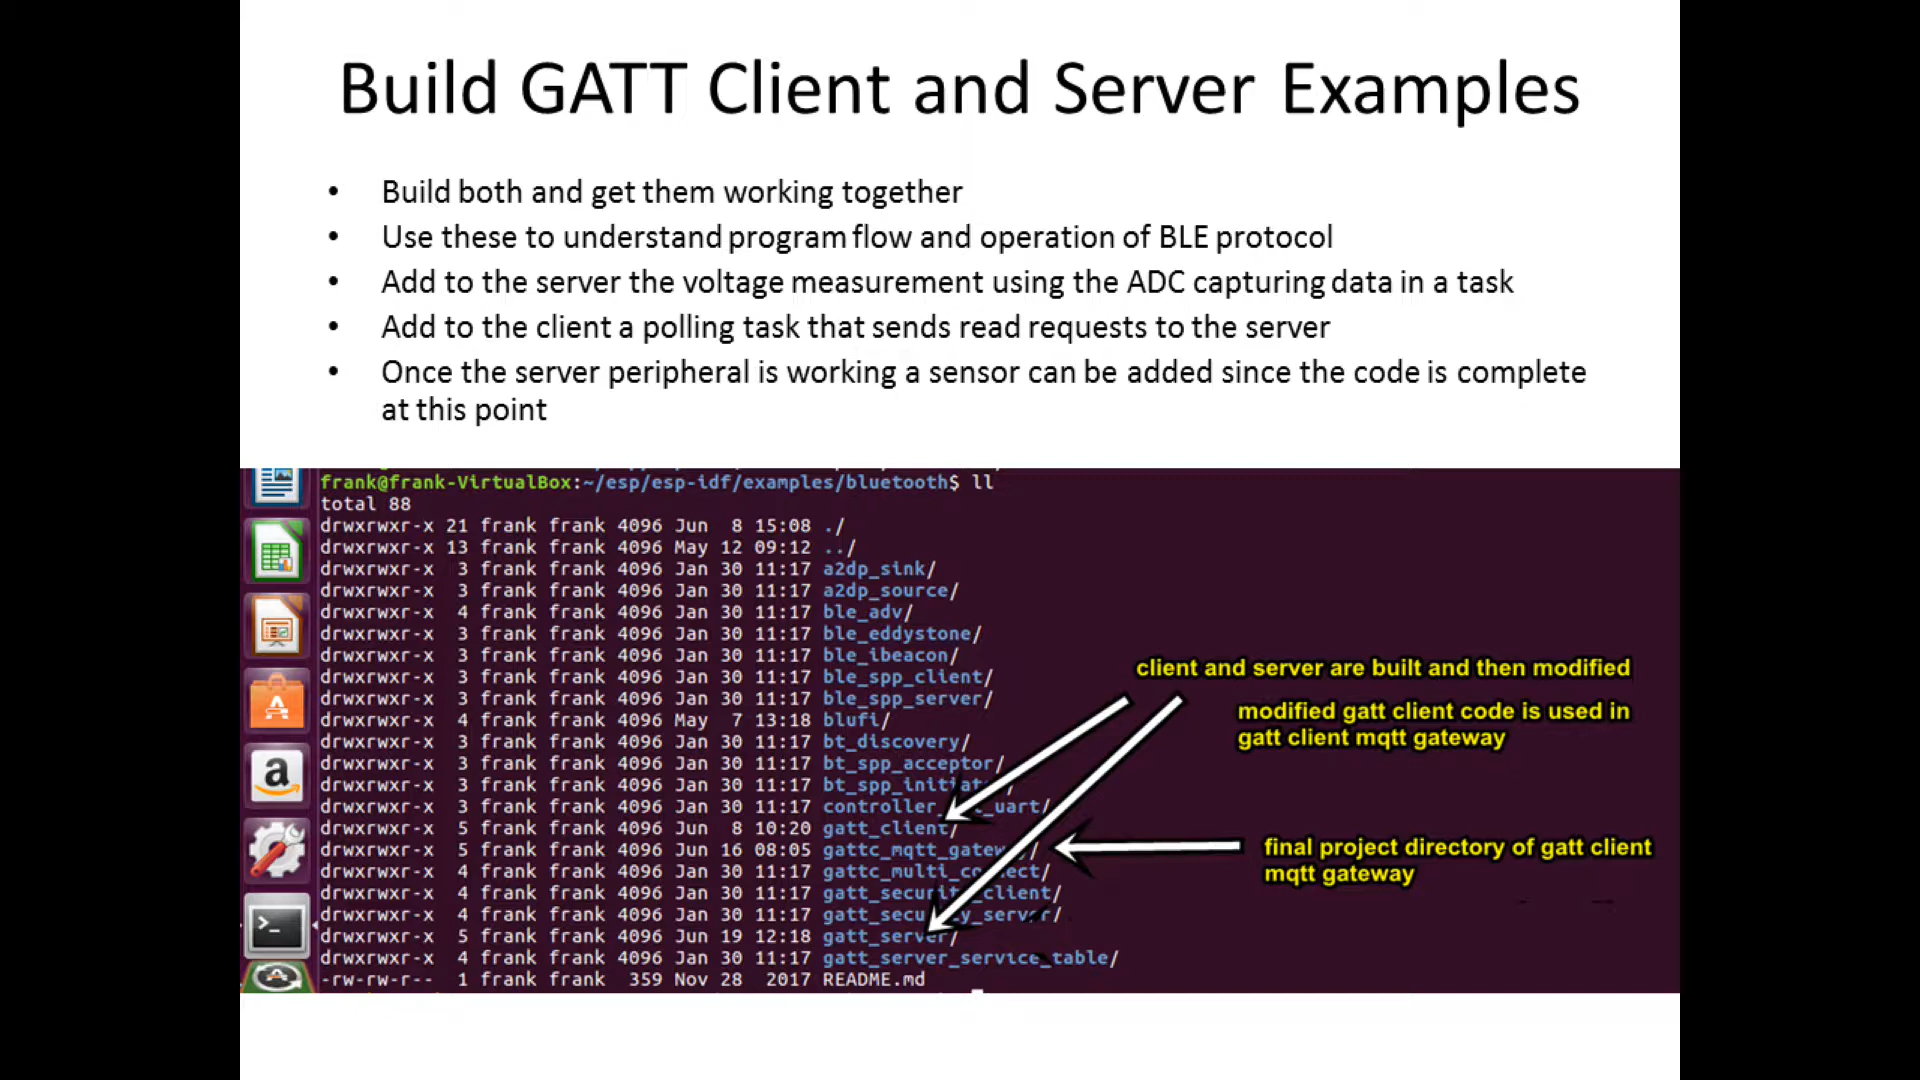 Build GATT Client and Server Examples
• Build both and get them working together
• Use these to understand program flow and operation of BLE protocol
• Add to the server the voltage measurement using the ADC capturing data in a task
• Add to the client a polling task that sends read requests to the server
• Once the server peripheral is working a sensor can be added since the code is complete
at this point
frank@frank-VirtualBox:~/esp/esp-idf/examples/bluetooth$ ll
total 88
drwxrwxr-x 21 frank frank 4096 Jun  8 15:08 ./
drwxrwxr-x 13 frank frank 4096 May 12 09:12 ../
drwxrwxr-x  3 frank frank 4096 Jan 30 11:17 a2dp_sink/
drwxrwxr-x  3 frank frank 4096 Jan 30 11:17 a2dp_source/
drwxrwxr-x  4 frank frank 4096 Jan 30 11:17 ble_adv/
drwxrwxr-x  3 frank frank 4096 Jan 30 11:17 ble_eddystone/
drwxrwxr-x  3 frank frank 4096 Jan 30 11:17 ble_ibeacon/
drwxrwxr-x  3 frank frank 4096 Jan 30 11:17 ble_spp_client/
drwxrwxr-x  3 frank frank 4096 Jan 30 11:17 ble_spp_server/
drwxrwxr-x  4 frank frank 4096 May  7 13:18 blufi/
drwxrwxr-x  3 frank frank 4096 Jan 30 11:17 bt_discovery/
drwxrwxr-x  3 frank frank 4096 Jan 30 11:17 bt_spp_acceptor/
drwxrwxr-x  3 frank frank 4096 Jan 30 11:17
drwxrwxr-x  3 frank frank 4096 Jan 30 11:17
drwxrwxr-x  5 frank frank 4096 Jun  8 10:20 gatt_client/
drwxrwxr-x  5 frank frank 4096 Jun 16 08:05 gattc_mqtt_gateway/
drwxrwxr-x  4 frank frank 4096 Jan 30 11:17 gattc_multi_connect/
drwxrwxr-x  4 frank frank 4096 Jan 30 11:17 gatt_security_client/
drwxrwxr-x  4 frank frank 4096 Jan 30 11:17 gatt_security_server/
drwxrwxr-x  5 frank frank 4096 Jun 19 12:18 gatt_server/
drwxrwxr-x  4 frank frank 4096 Jan 30 11:17 gatt_server_service_table/
-rw-rw-r--  1 frank frank  359 Nov 28  2017 README.md
client and server are built and then modified
modified gatt client code is used in
gatt client mqtt gateway
final project directory of gatt client
mqtt gateway